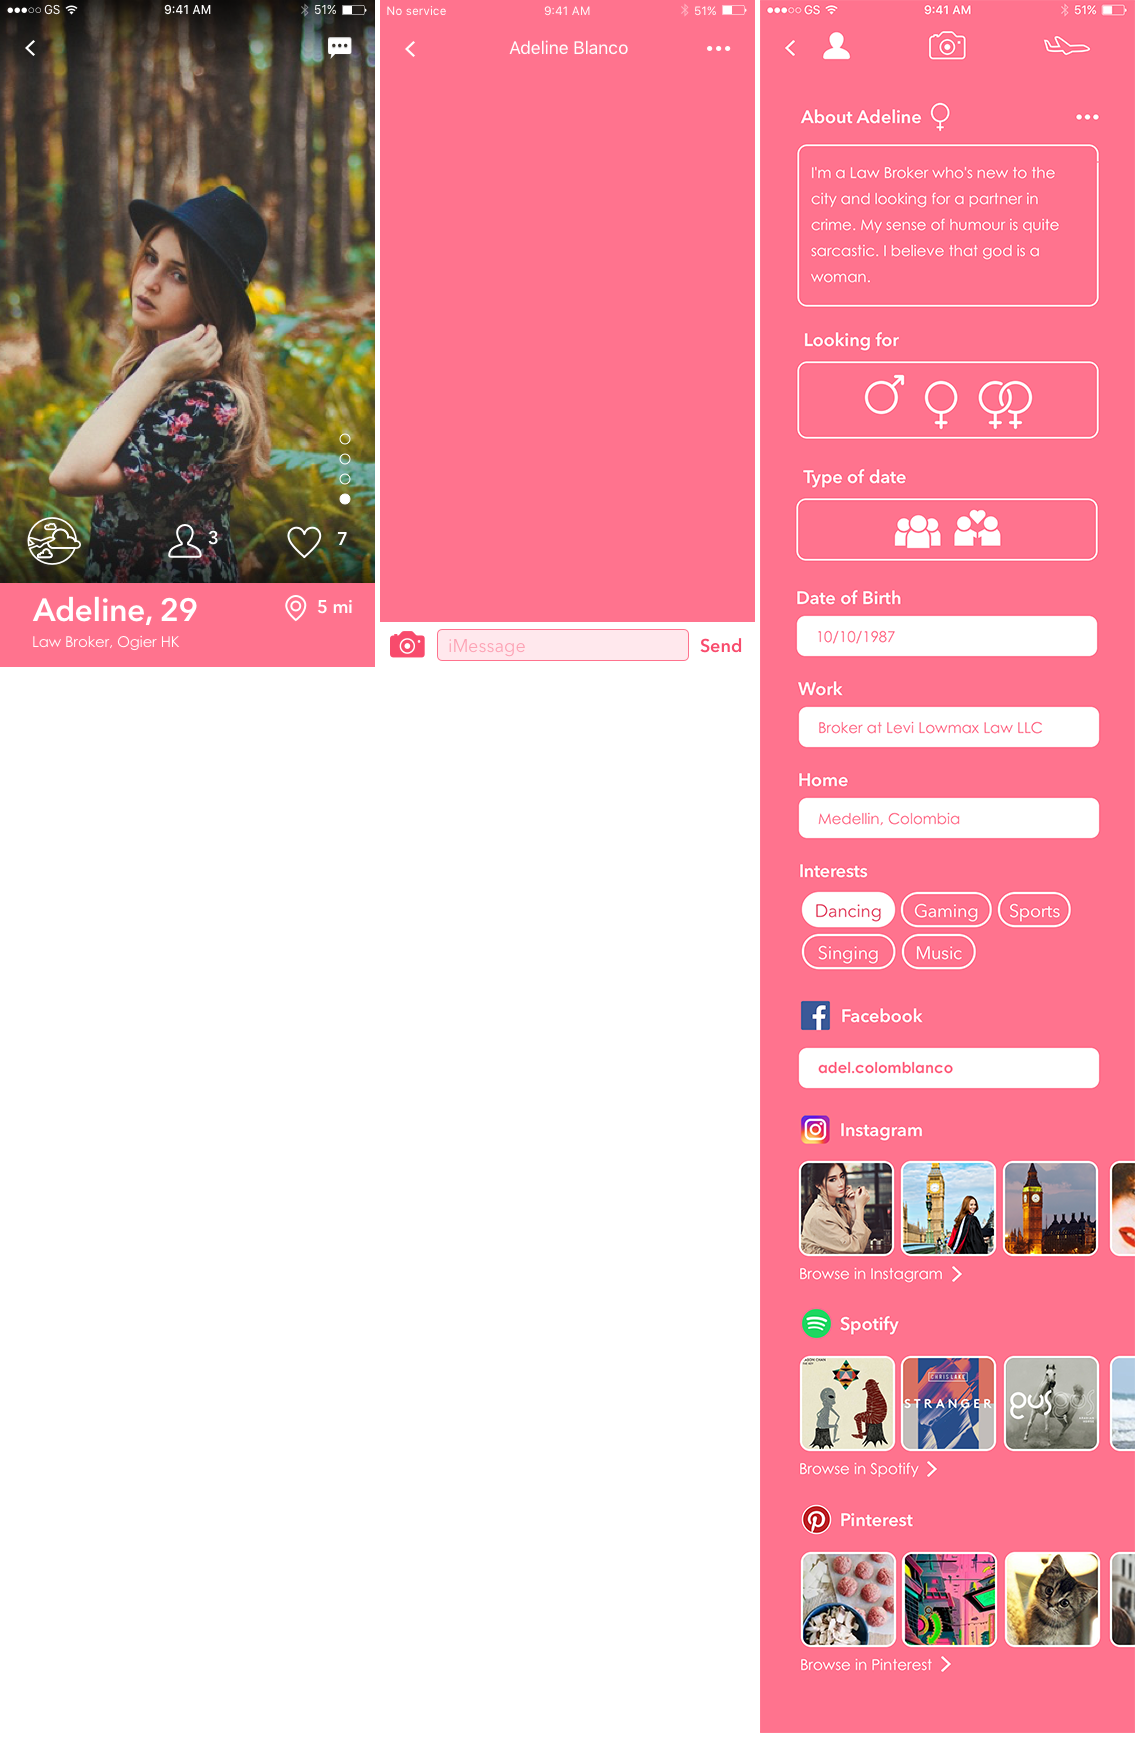 GS 9:41 AM 51%
3 7
Adeline, 29
5 mi
Law Broker, Ogier HK
No service 9:41 AM 51%
Adeline Blanco
iMessage Send
GS 9:41 AM 51%
About Adeline
I'm a Law Broker who's new to the
city and looking for a partner in
crime. My sense of humour is quite
sarcastic. I believe that god is a
woman.
Looking for
Type of date
Date of Birth
10/10/1987
Work
Broker at Levi Lowmax Law LLC
Home
Medellin, Colombia
Interests
Dancing Gaming Sports
Singing Music
Facebook
adel.colomblanco
Instagram
Browse in Instagram
Spotify
CHRIS LAKE
STRANGER
gus gus
Browse in Spotify
Pinterest
Browse in Pinterest